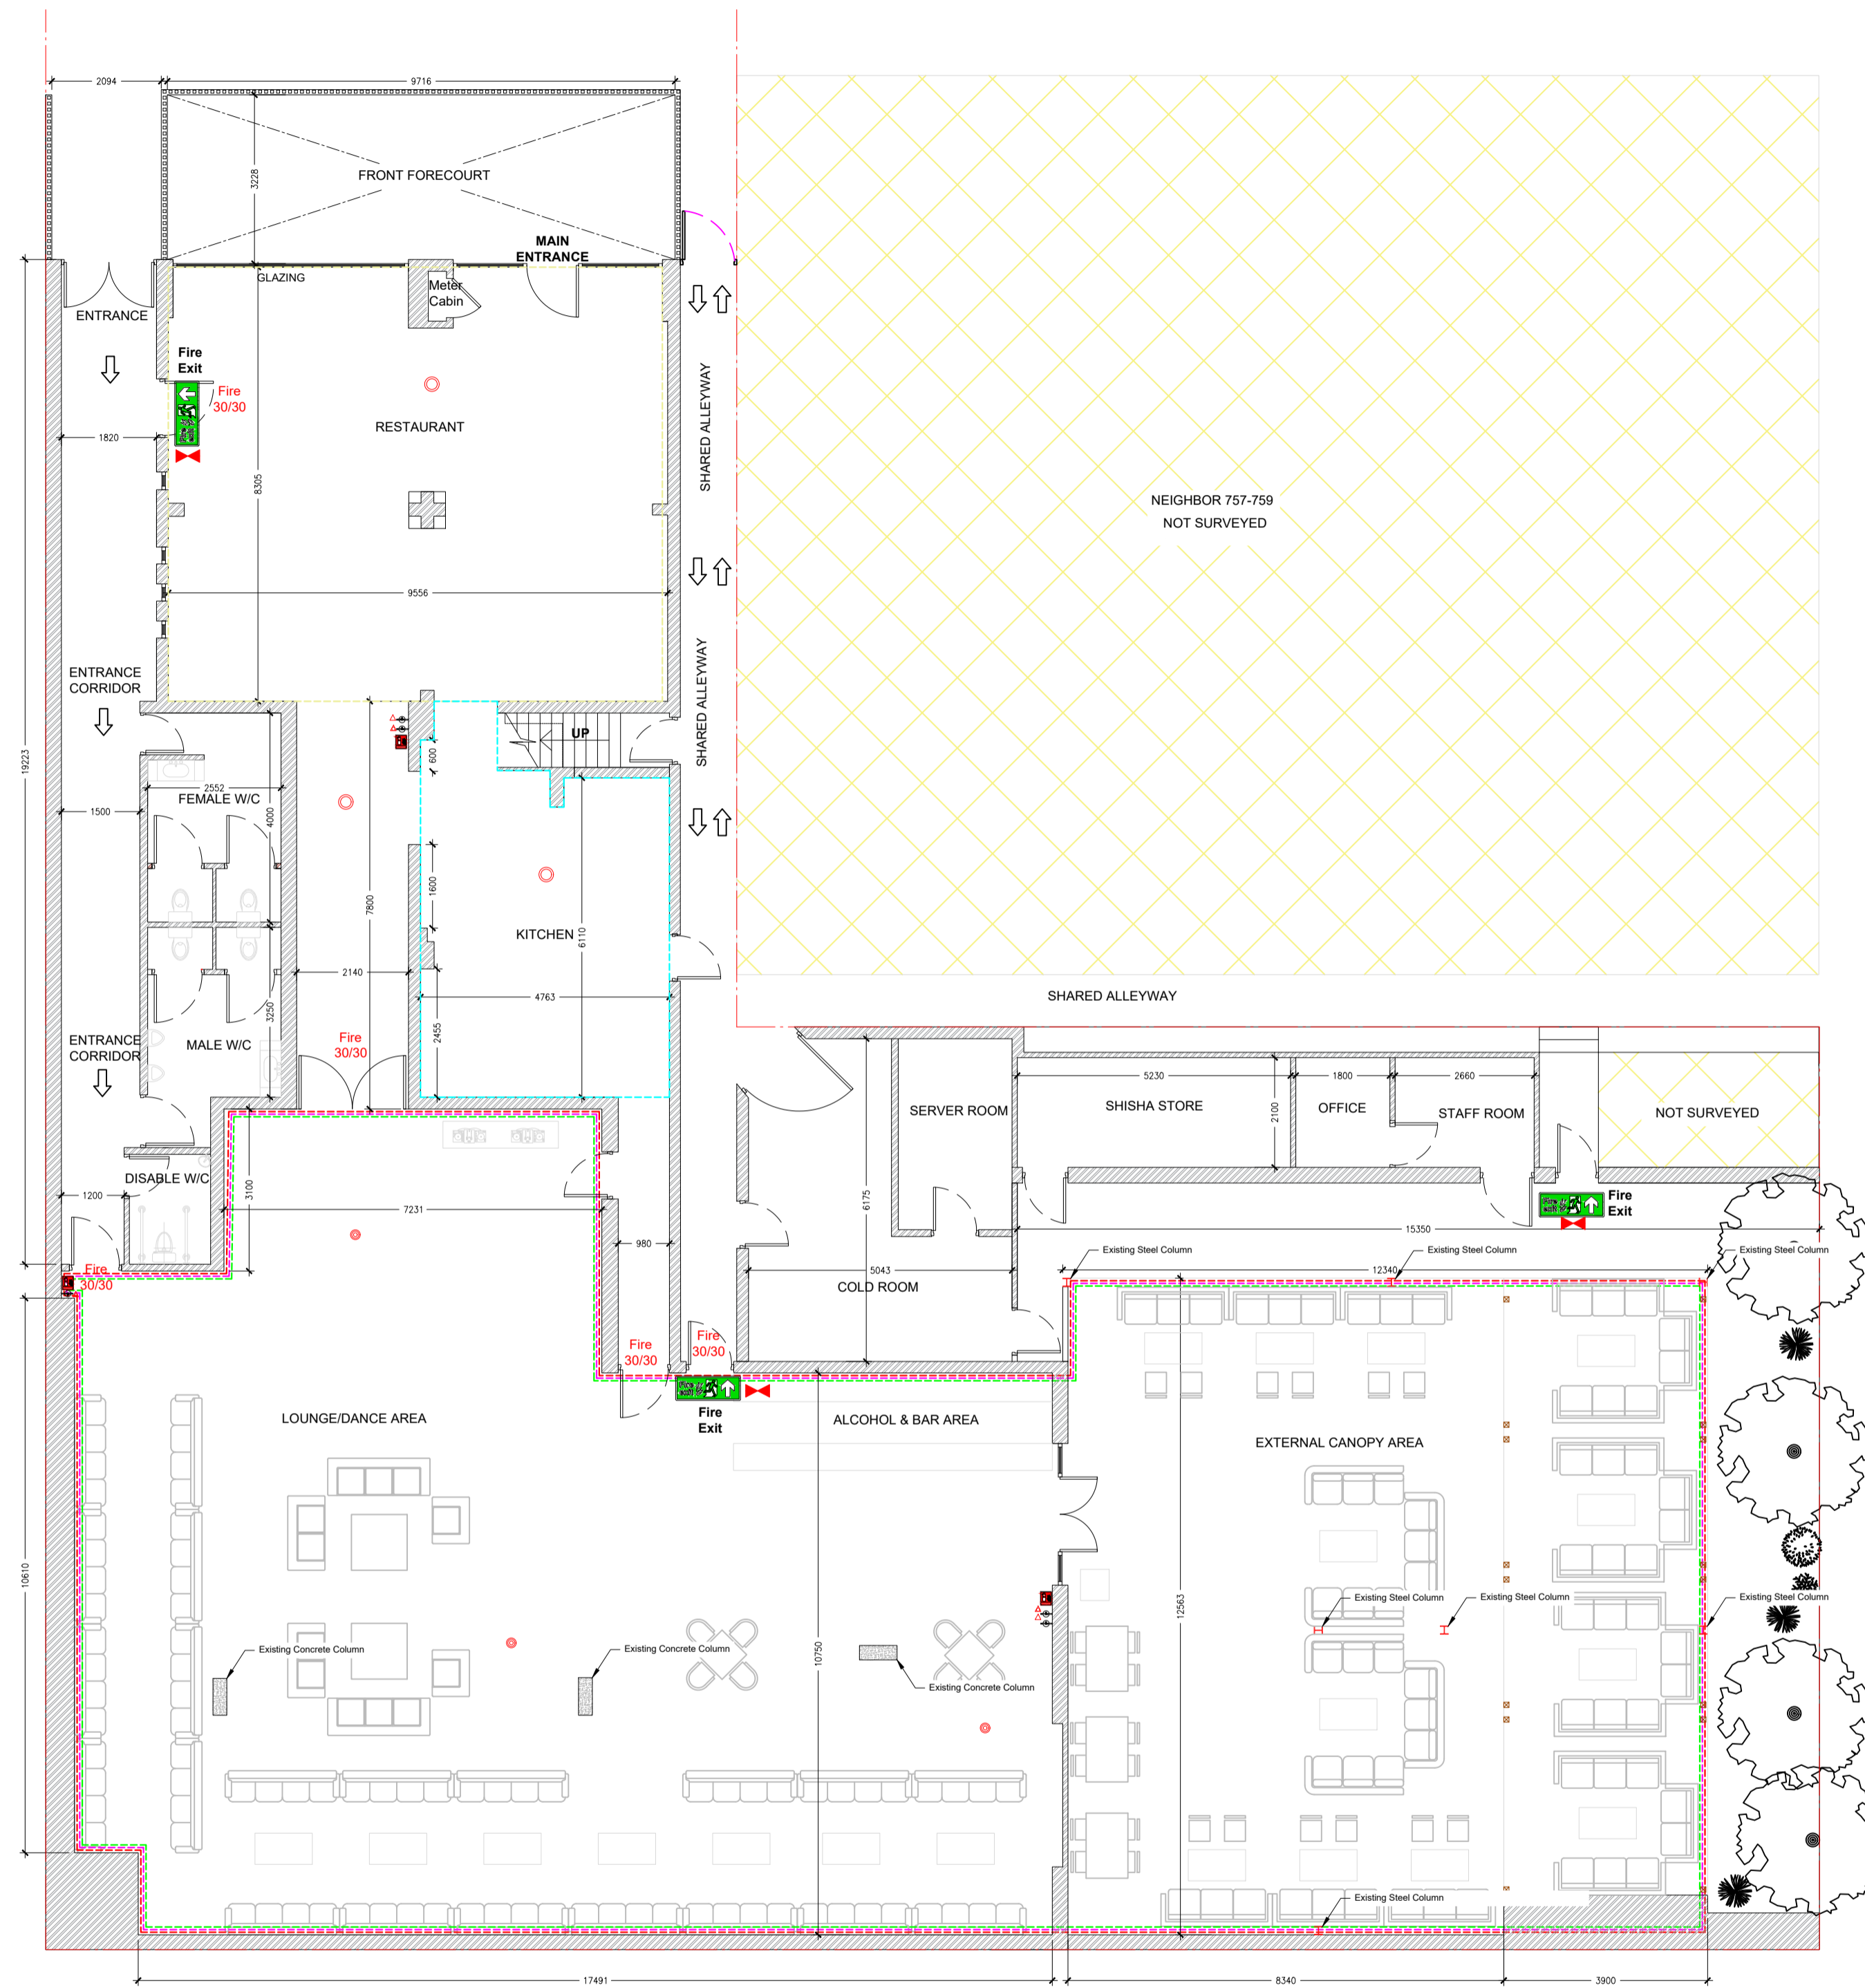 2094
9716
3228
FRONT FORECOURT
MAIN
ENTRANCE
GLAZING
Meter
Cabin
ENTRANCE
Fire
Exit
Fire
30/30
RESTAURANT
SHARED ALLEYWAY
1820
8305
NEIGHBOR 757-759
NOT SURVEYED
9556
ENTRANCE
CORRIDOR
SHARED ALLEYWAY
19223
UP
600
2552
FEMALE W/C
1500
4000
7800
1600
KITCHEN
6110
2140
4763
SHARED ALLEYWAY
3250
2455
ENTRANCE
CORRIDOR
MALE W/C
Fire
30/30
5230
1800
2660
SERVER ROOM
SHISHA STORE
OFFICE
STAFF ROOM
NOT SURVEYED
2100
DISABLE W/C
1200
3100
7231
6175
980
Fire
exit
Fire
Exit
15350
Existing Steel Column
Existing Steel Column
Existing Steel Column
Fire
30/30
5043
12340
COLD ROOM
Fire
30/30
Fire
30/30
Fire
exit
Fire
Exit
LOUNGE/DANCE AREA
ALCOHOL & BAR AREA
EXTERNAL CANOPY AREA
10610
12563
Existing Steel Column
Existing Steel Column
Existing Steel Column
Existing Concrete Column
Existing Concrete Column
10750
Existing Concrete Column
Existing Steel Column
17491
8340
3900